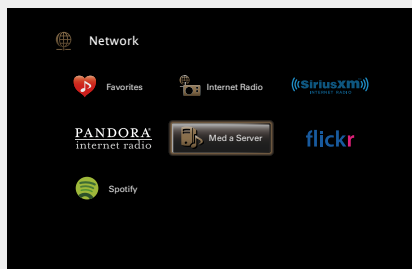 Network
Favorites
Internet Radio
((SiriusXM))
INTERNET RADIO
PANDORA®
internet radio
Med a Server
flickr
Spotify